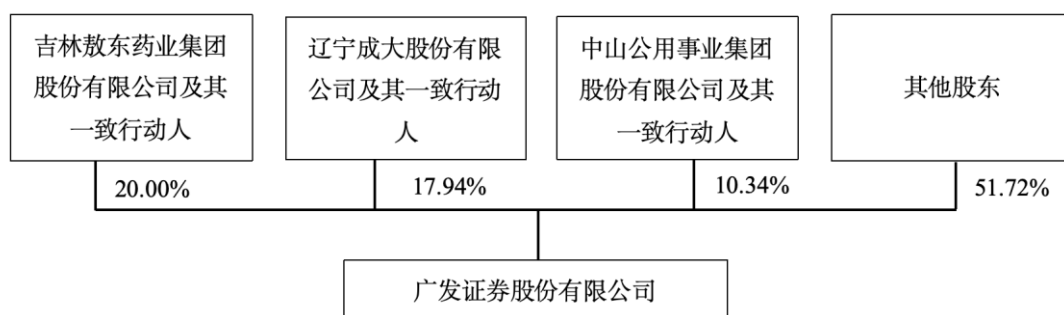 吉林敖东药业集团
股份有限公司及其
一致行动人
辽宁成大股份有限
公司及其一致行动
人
中山公用事业集团
股份有限公司及其
一致行动人
其他股东
20.00%
17.94%
10.34%
51.72%
广发证券股份有限公司